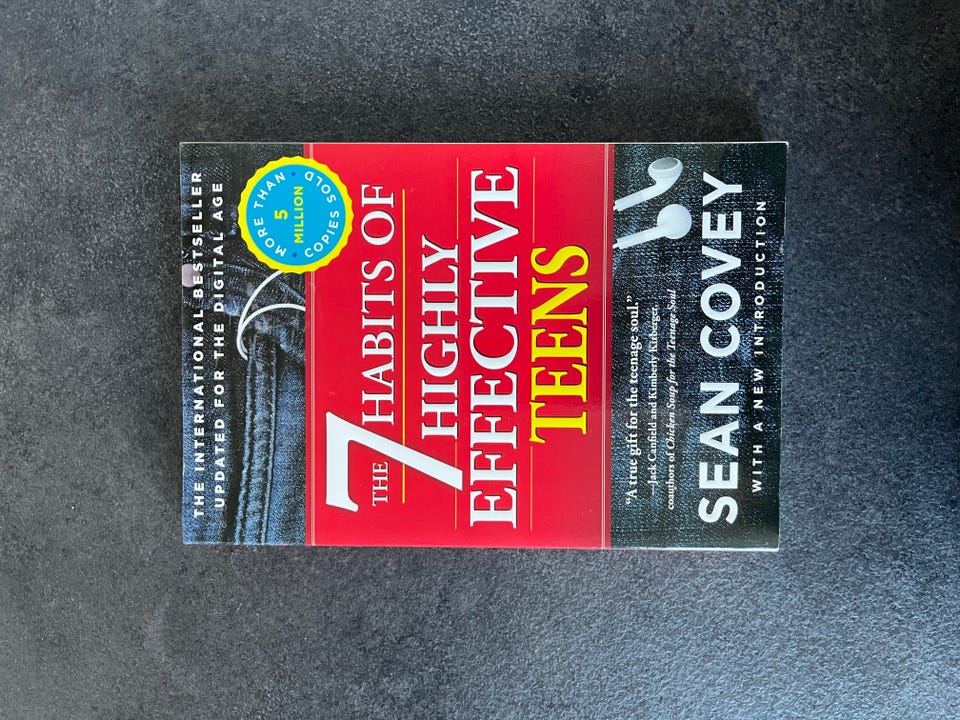 THE INTERNATIONAL BESTSELLER
UPDATED FOR THE DIGITAL AGE
MORE THAN
5
MILLION
COPIES SOLD
THE
7 HABITS OF
HIGHLY
EFFECTIVE
TEENS
"A true gift for the teenage soul."
—Jack Canfield and Kimberly Kirberger,
coauthors of Chicken Soup for the Teenage Soul
SEAN COVEY
WITH A NEW INTRODUCTION